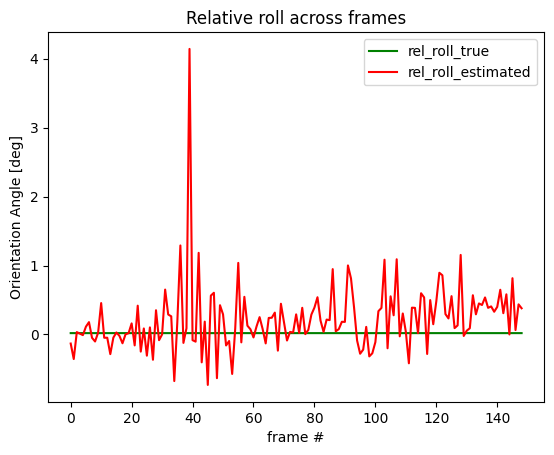 Relative roll across frames
rel_roll_true
rel_roll_estimated
Orientation Angle [deg]
4
3
2
1
0
0 20 40 60 80 100 120 140
frame #